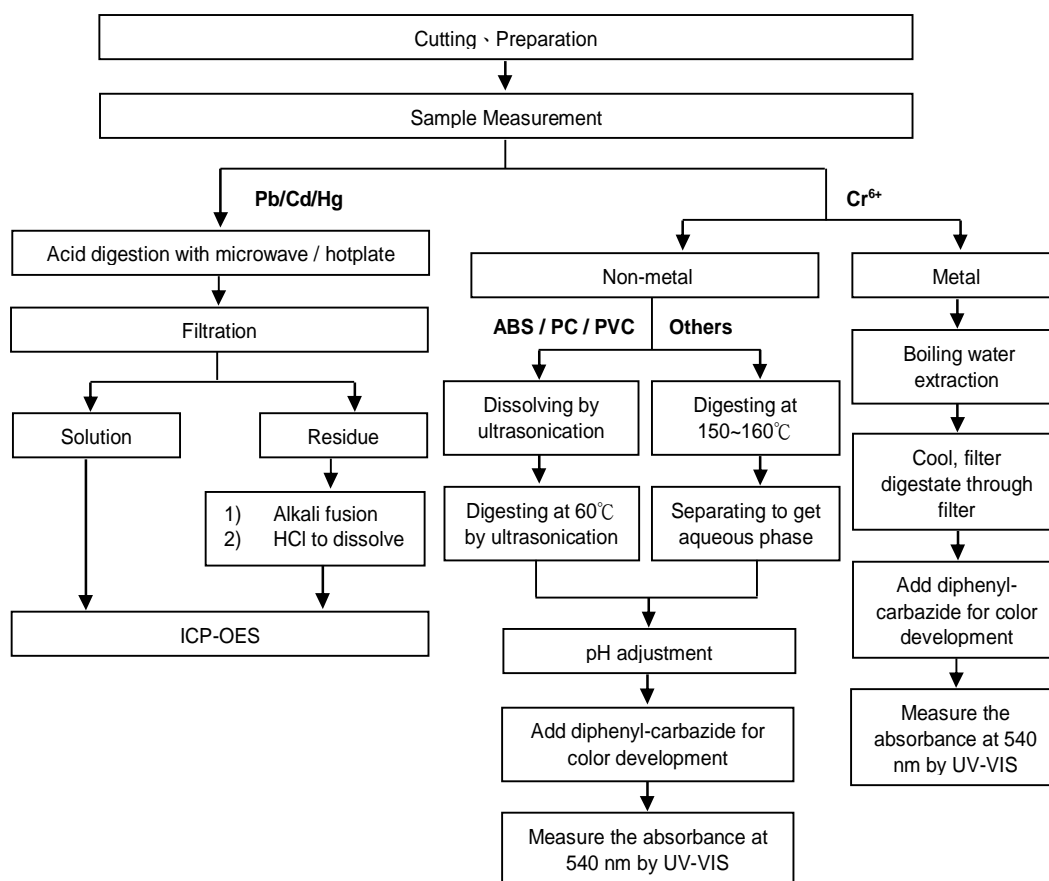 Cutting、Preparation
Sample Measurement
Pb/Cd/Hg
Cr⁶⁺
Acid digestion with microwave / hotplate
Filtration
Solution
Residue
1) Alkali fusion
2) HCl to dissolve
ICP-OES
Non-metal
ABS / PC / PVC
Others
Dissolving by
ultrasonication
Digesting at 60℃
by ultrasonication
Digesting at
150~160℃
Separating to get
aqueous phase
pH adjustment
Add diphenyl-carbazide for
color development
Measure the absorbance at
540 nm by UV-VIS
Metal
Boiling water
extraction
Cool, filter
digestate through
filter
Add diphenyl-
carbazide for color
development
Measure the
absorbance at 540
nm by UV-VIS